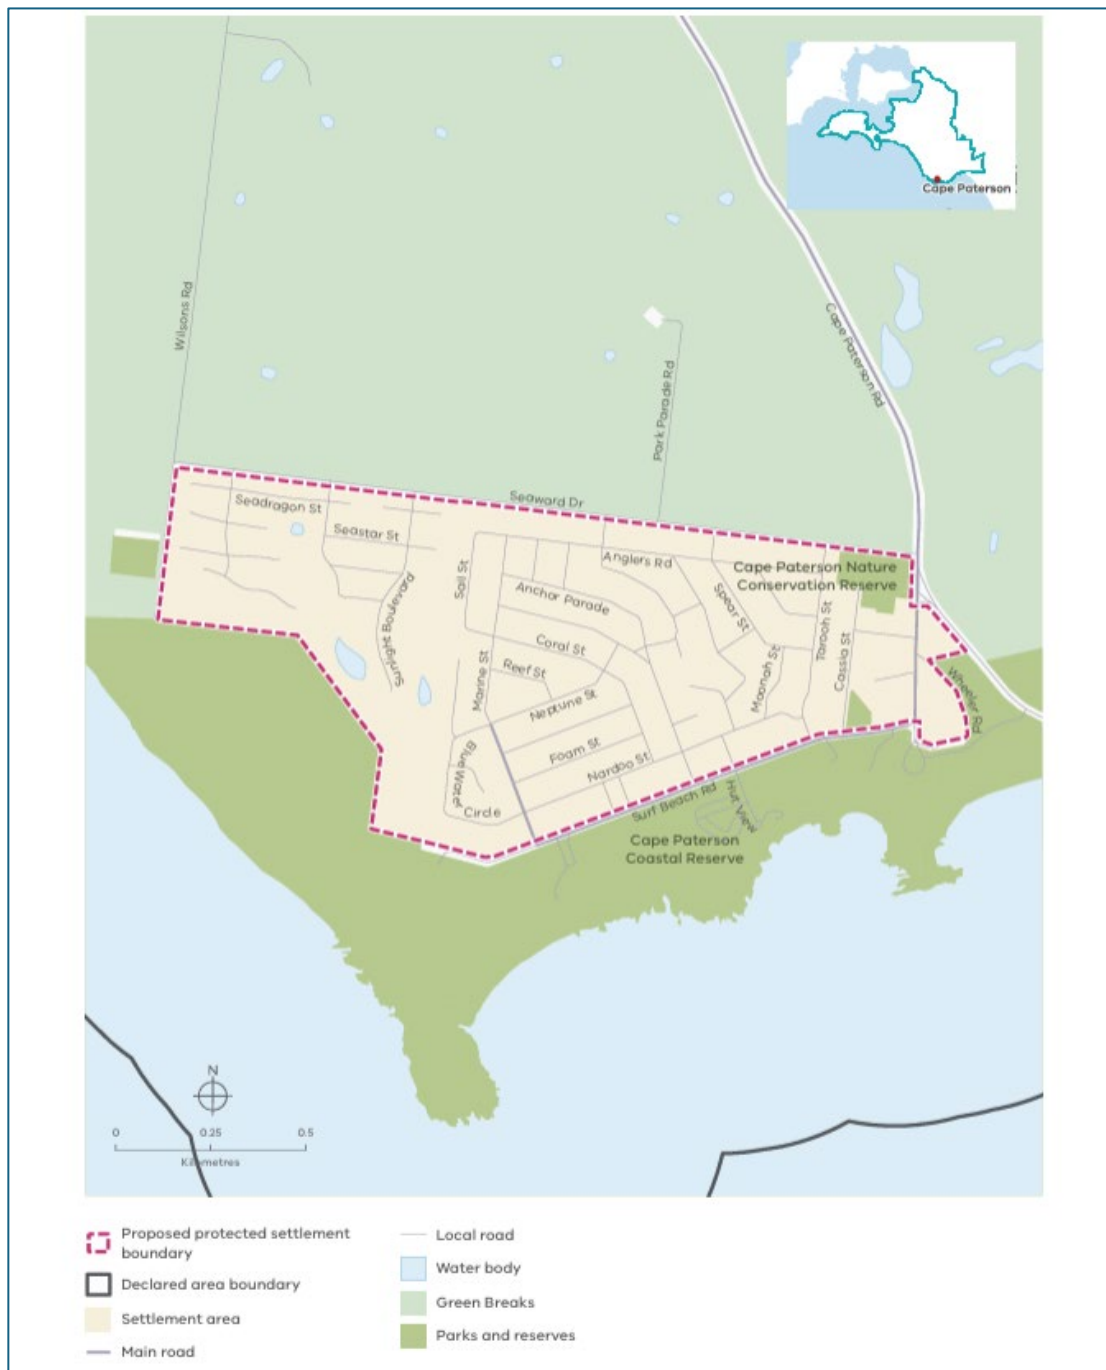 Cape Paterson
Wilsons Rd
Cape Paterson Rd
Park Parade Rd
Seaward Dr
Seadragon St
Seastar St
Sunlight Boulevard
Sail St
Anglers Rd
Anchor Parade
Cape Paterson Nature
Conservation Reserve
Spear St
Tarooh St
Cassia St
Moonah St
Coral St
Reef St
Marine St
Neptune St
Foam St
Nardoo St
Blue Water
Circle
Wheeler Rd
Surf Beach Rd
Hut View
Cape Paterson
Coastal Reserve
N
0 0.25 0.5
Kilometres
Proposed protected settlement
boundary
Declared area boundary
Settlement area
Main road
Local road
Water body
Green Breaks
Parks and reserves